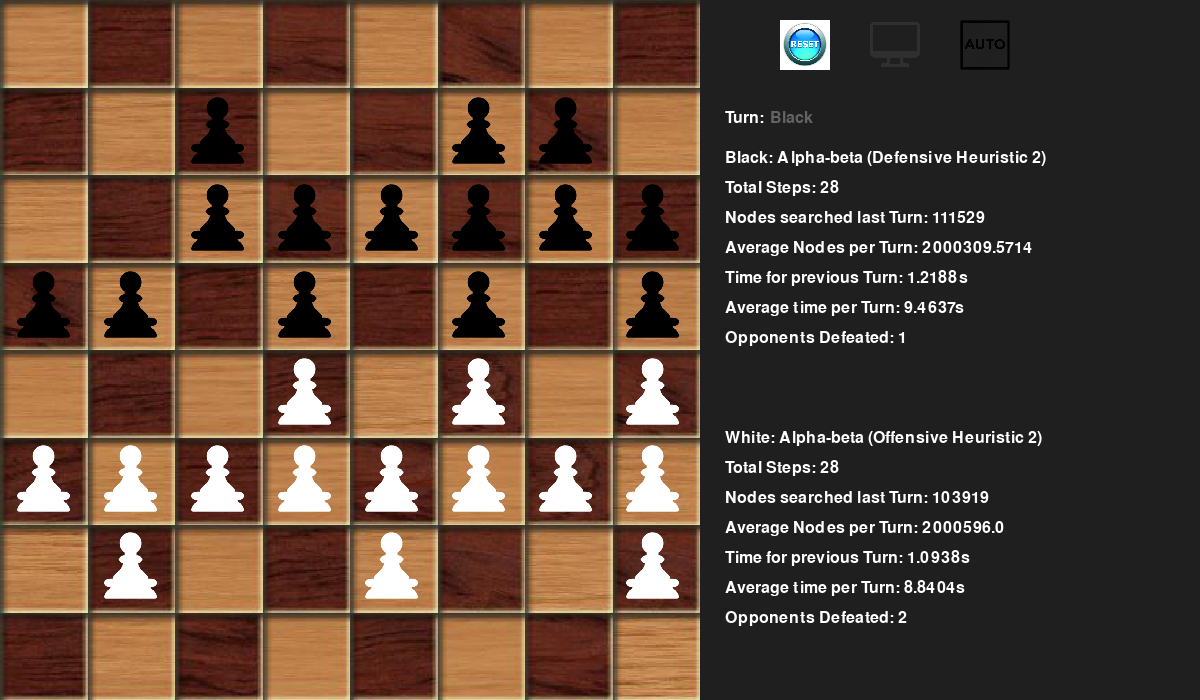 RESET
AUTO
Turn: Black
Black: Alpha-beta (Defensive Heuristic 2)
Total Steps: 28
Nodes searched last Turn: 111529
Average Nodes per Turn: 2000309.5714
Time for previous Turn: 1.2188s
Average time per Turn: 9.4637s
Opponents Defeated: 1
White: Alpha-beta (Offensive Heuristic 2)
Total Steps: 28
Nodes searched last Turn: 103919
Average Nodes per Turn: 2000596.0
Time for previous Turn: 1.0938s
Average time per Turn: 8.8404s
Opponents Defeated: 2